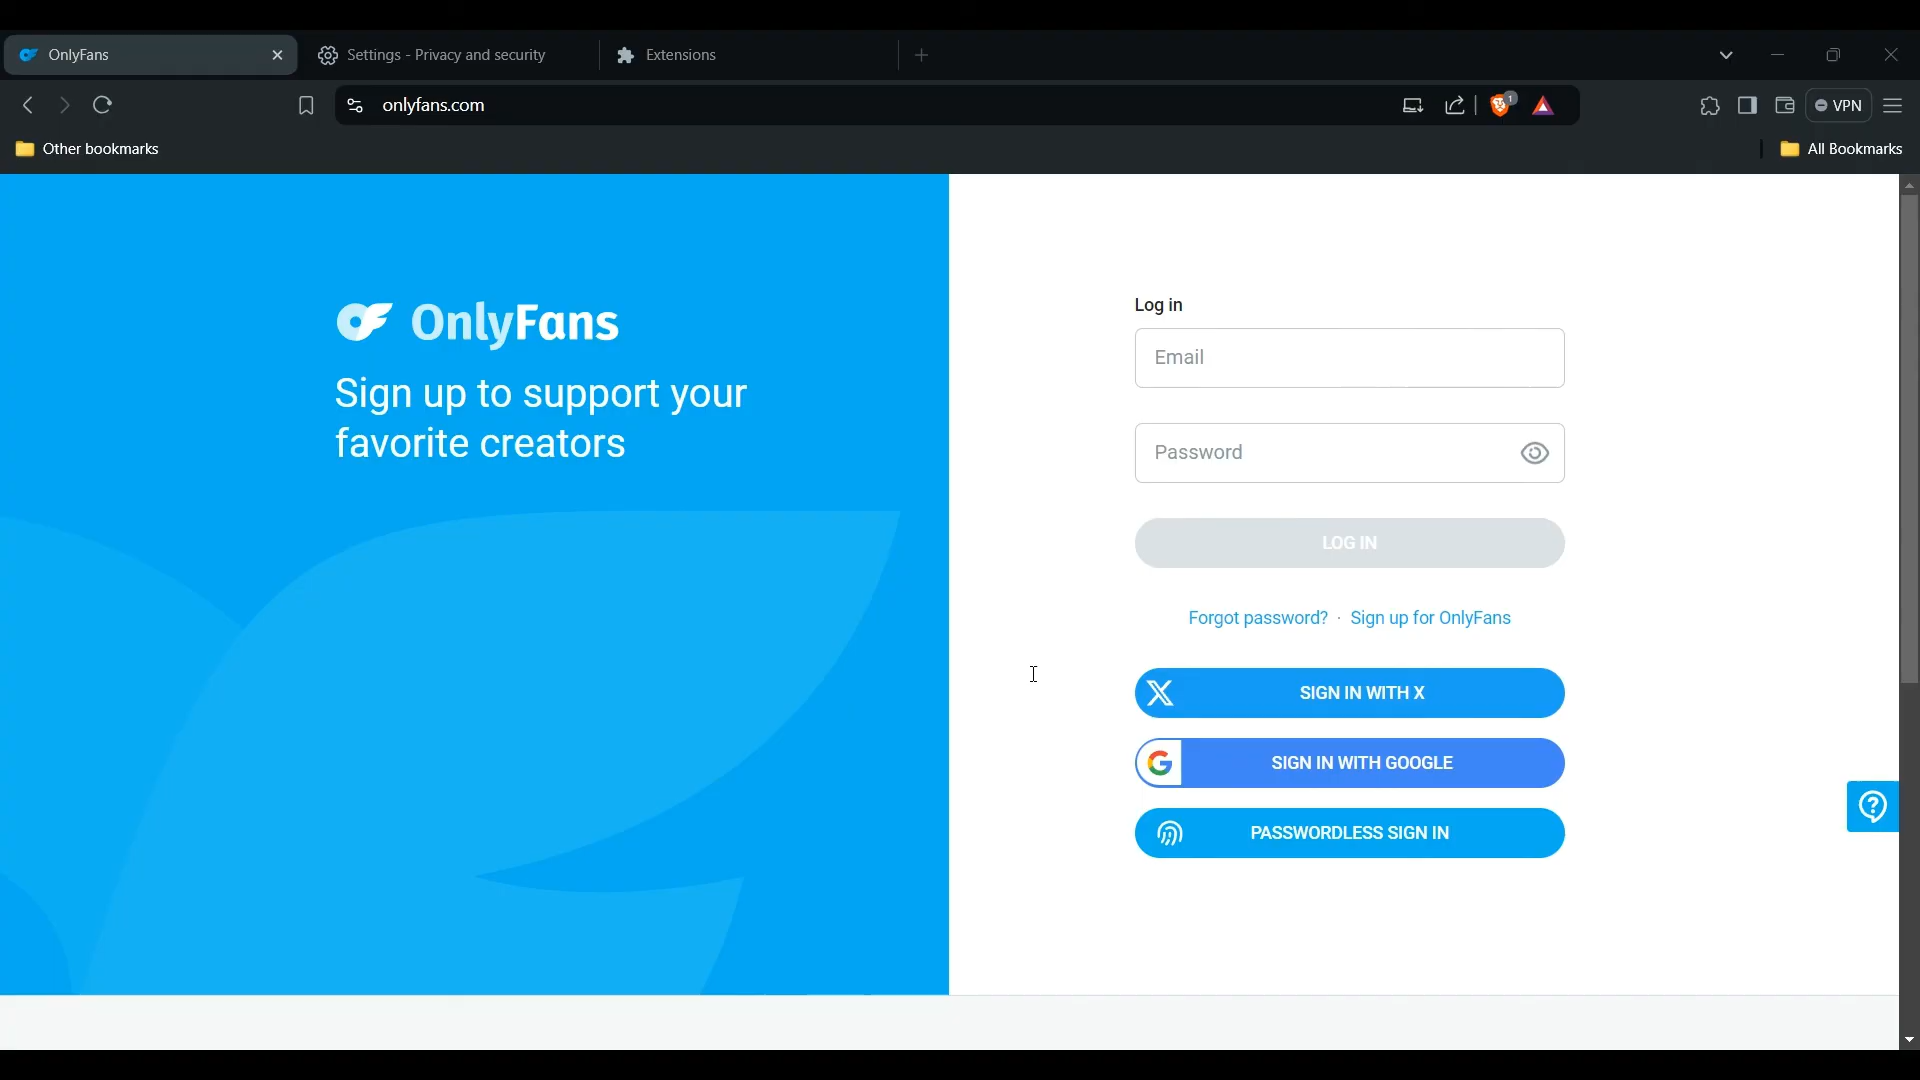 OnlyFans
Settings - Privacy and security
Extensions
onlyfans.com
1
VPN
Other bookmarks
All Bookmarks
OnlyFans
Sign up to support your
favorite creators
Log in
Email
Password
LOG IN
Forgot password? · Sign up for OnlyFans
SIGN IN WITH X
SIGN IN WITH GOOGLE
PASSWORDLESS SIGN IN